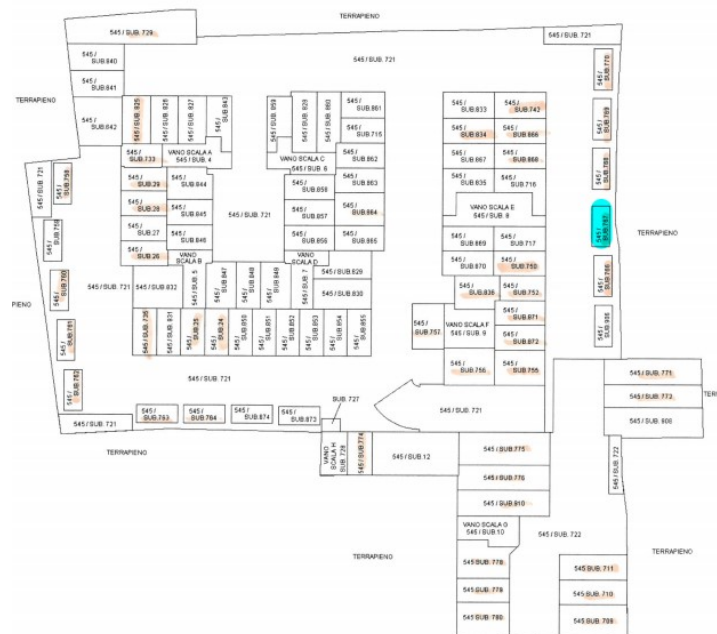 TERRAPIENO
545 / SUB. 729
545 / SUB. 721
545 / SUB. 721
545 / SUB.840
545 / SUB.841
545 / SUB.842
TERRAPIENO
545 / SUB.925
545 / SUB.826
545 / SUB.827
545 / SUB.843
545 / SUB.859
545 / SUB.828
545 / SUB.860
545 / SUB.861
545 / SUB.715
545 / SUB.833
545 / SUB.742
545 / SUB.834
545 / SUB.866
545 / SUB.770
545 / SUB.769
545 / SUB.733
VANO SCALA A
545 / SUB. 4
VANO SCALA C
545 / SUB. 6
545 / SUB.862
545 / SUB.867
545 / SUB.868
545 / SUB.768
545 / SUB. 721
545 / SUB.758
545 / SUB.29
545 / SUB.844
545 / SUB.858
545 / SUB.863
545 / SUB.835
545 / SUB.716
545 / SUB.28
545 / SUB.845
545 / SUB. 721
545 / SUB.857
545 / SUB.864
VANO SCALA E
545 / SUB. 8
545 / SUB.767
TERRAPIENO
545 / SUB.759
545 / SUB.27
545 / SUB.846
545 / SUB.856
545 / SUB.865
545 / SUB.869
545 / SUB.717
545 / SUB.26
VANO SCALA B
VANO SCALA D
545 / SUB.870
545 / SUB.750
545 / SUB.766
545 / SUB.760
545 / SUB. 721
545 / SUB.832
545 / SUB. 5
545 / SUB.847
545 / SUB.848
545 / SUB.849
545 / SUB. 7
545 / SUB.829
545 / SUB.830
545 / SUB.836
545 / SUB.752
PIENO
545 / SUB.761
545 / SUB.735
545 / SUB.831
545 / SUB.25
545 / SUB.24
545 / SUB.850
545 / SUB.851
545 / SUB.852
545 / SUB.853
545 / SUB.854
545 / SUB.855
545 / SUB.757
VANO SCALA F
545 / SUB. 9
545 / SUB.871
545 / SUB.872
545 / SUB.762
545 / SUB. 721
545 / SUB.756
545 / SUB.755
545 / SUB. 771
545 / SUB. 773
545 / SUB. 721
545 / SUB.763
545 / SUB.764
545 / SUB.874
545 / SUB.873
SUB. 727
545 / SUB. 721
TERRAPIENO
VANO SCALA H
SUB. 728
545 / SUB.774
545 / SUB.12
545 / SUB.775
545 / SUB. 722
545 / SUB.776
545 / SUB.910
VANO SCALA G
545 / SUB.10
545 / SUB. 722
TERRAPIENO
TERRAPIENO
545 SUB. 778
545 / SUB. 779
545 / SUB. 780
545 SUB. 711
545 / SUB. 710
545 / SUB. 709